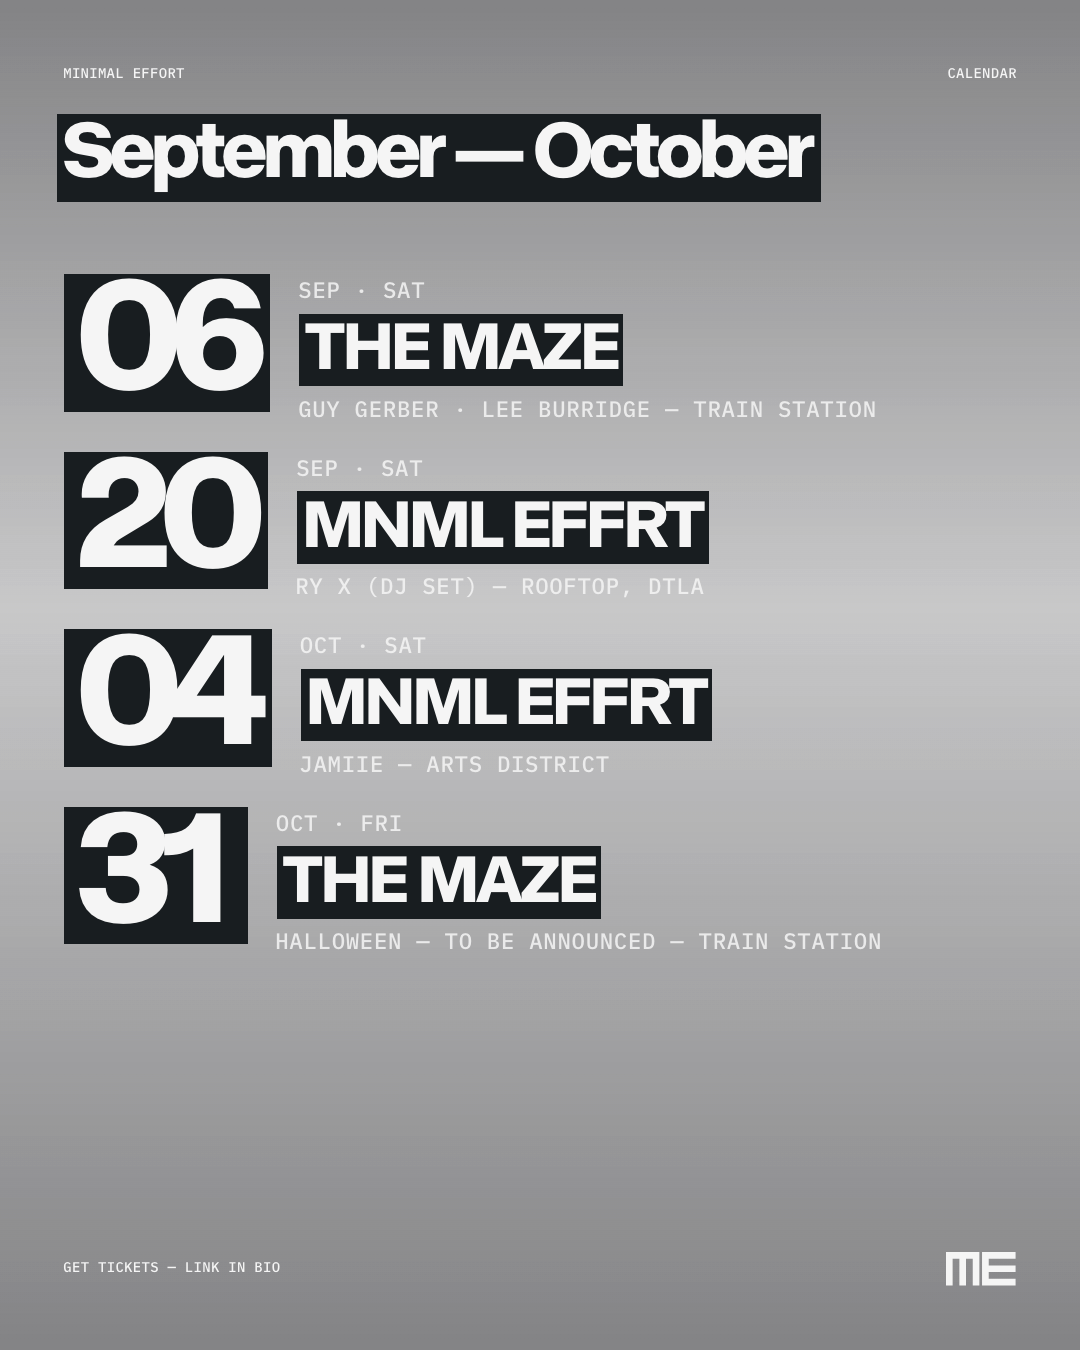 MINIMAL EFFORT
CALENDAR
September — October
06
SEP · SAT
THE MAZE
GUY GERBER · LEE BURRIDGE — TRAIN STATION
20
SEP · SAT
MNML EFFRT
RY X (DJ SET) — ROOFTOP, DTLA
04
OCT · SAT
MNML EFFRT
JAMIIE — ARTS DISTRICT
31
OCT · FRI
THE MAZE
HALLOWEEN — TO BE ANNOUNCED — TRAIN STATION
GET TICKETS — LINK IN BIO
ME